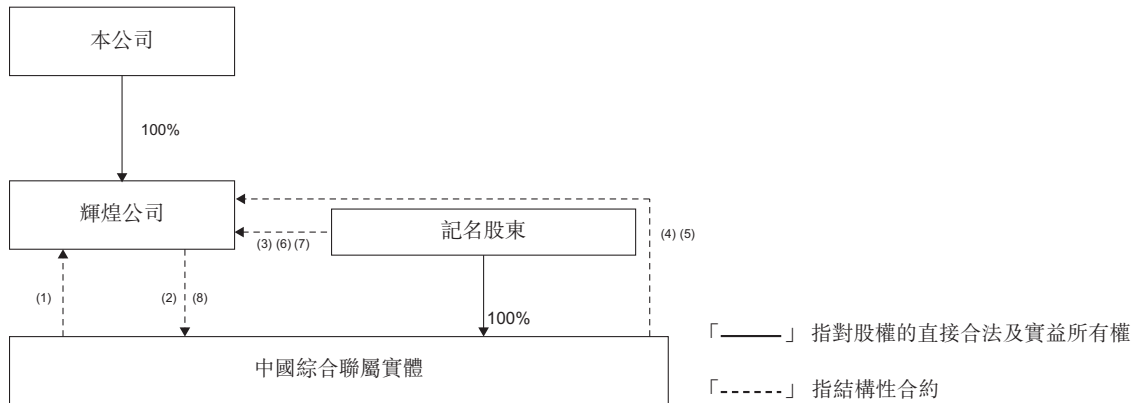 本公司
100%
輝煌公司
記名股東
(3) (6) (7)
(4) (5)
(1)
(2)
(8)
100%
中國綜合聯屬實體
「———」 指對股權的直接合法及實益所有權
「------」 指結構性合約